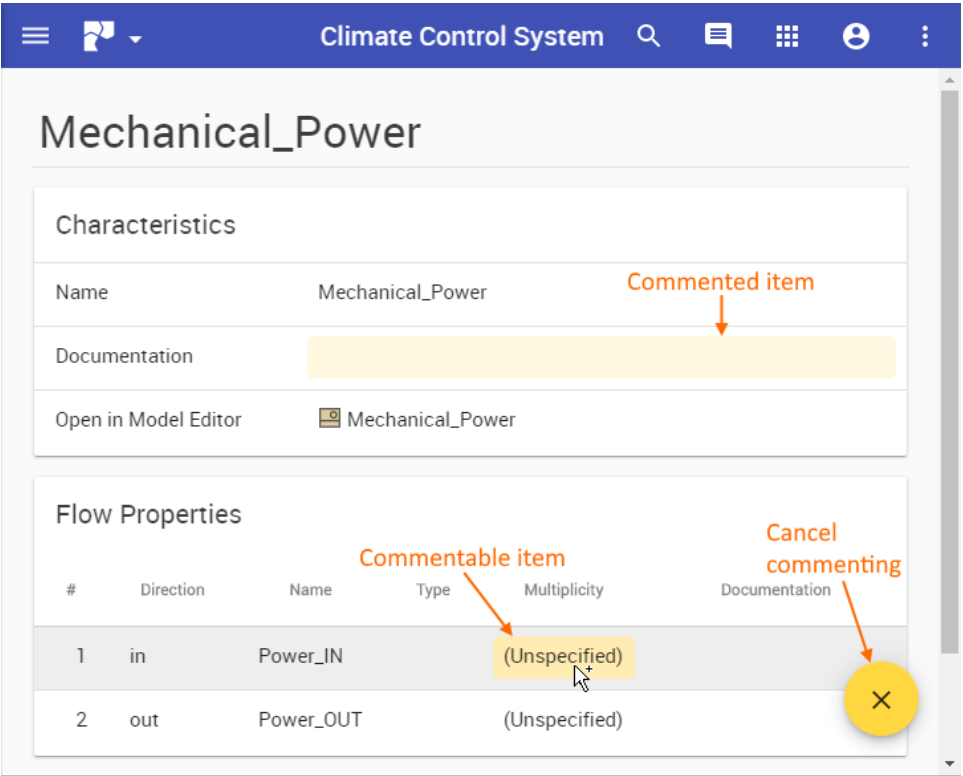 Climate Control System
Mechanical_Power
Characteristics
Name Mechanical_Power
Commented item
Documentation
Open in Model Editor Mechanical_Power
Flow Properties
Cancel
commenting
Commentable item
# Direction Name Type Multiplicity Documentation
1 in Power_IN (Unspecified)
2 out Power_OUT (Unspecified)